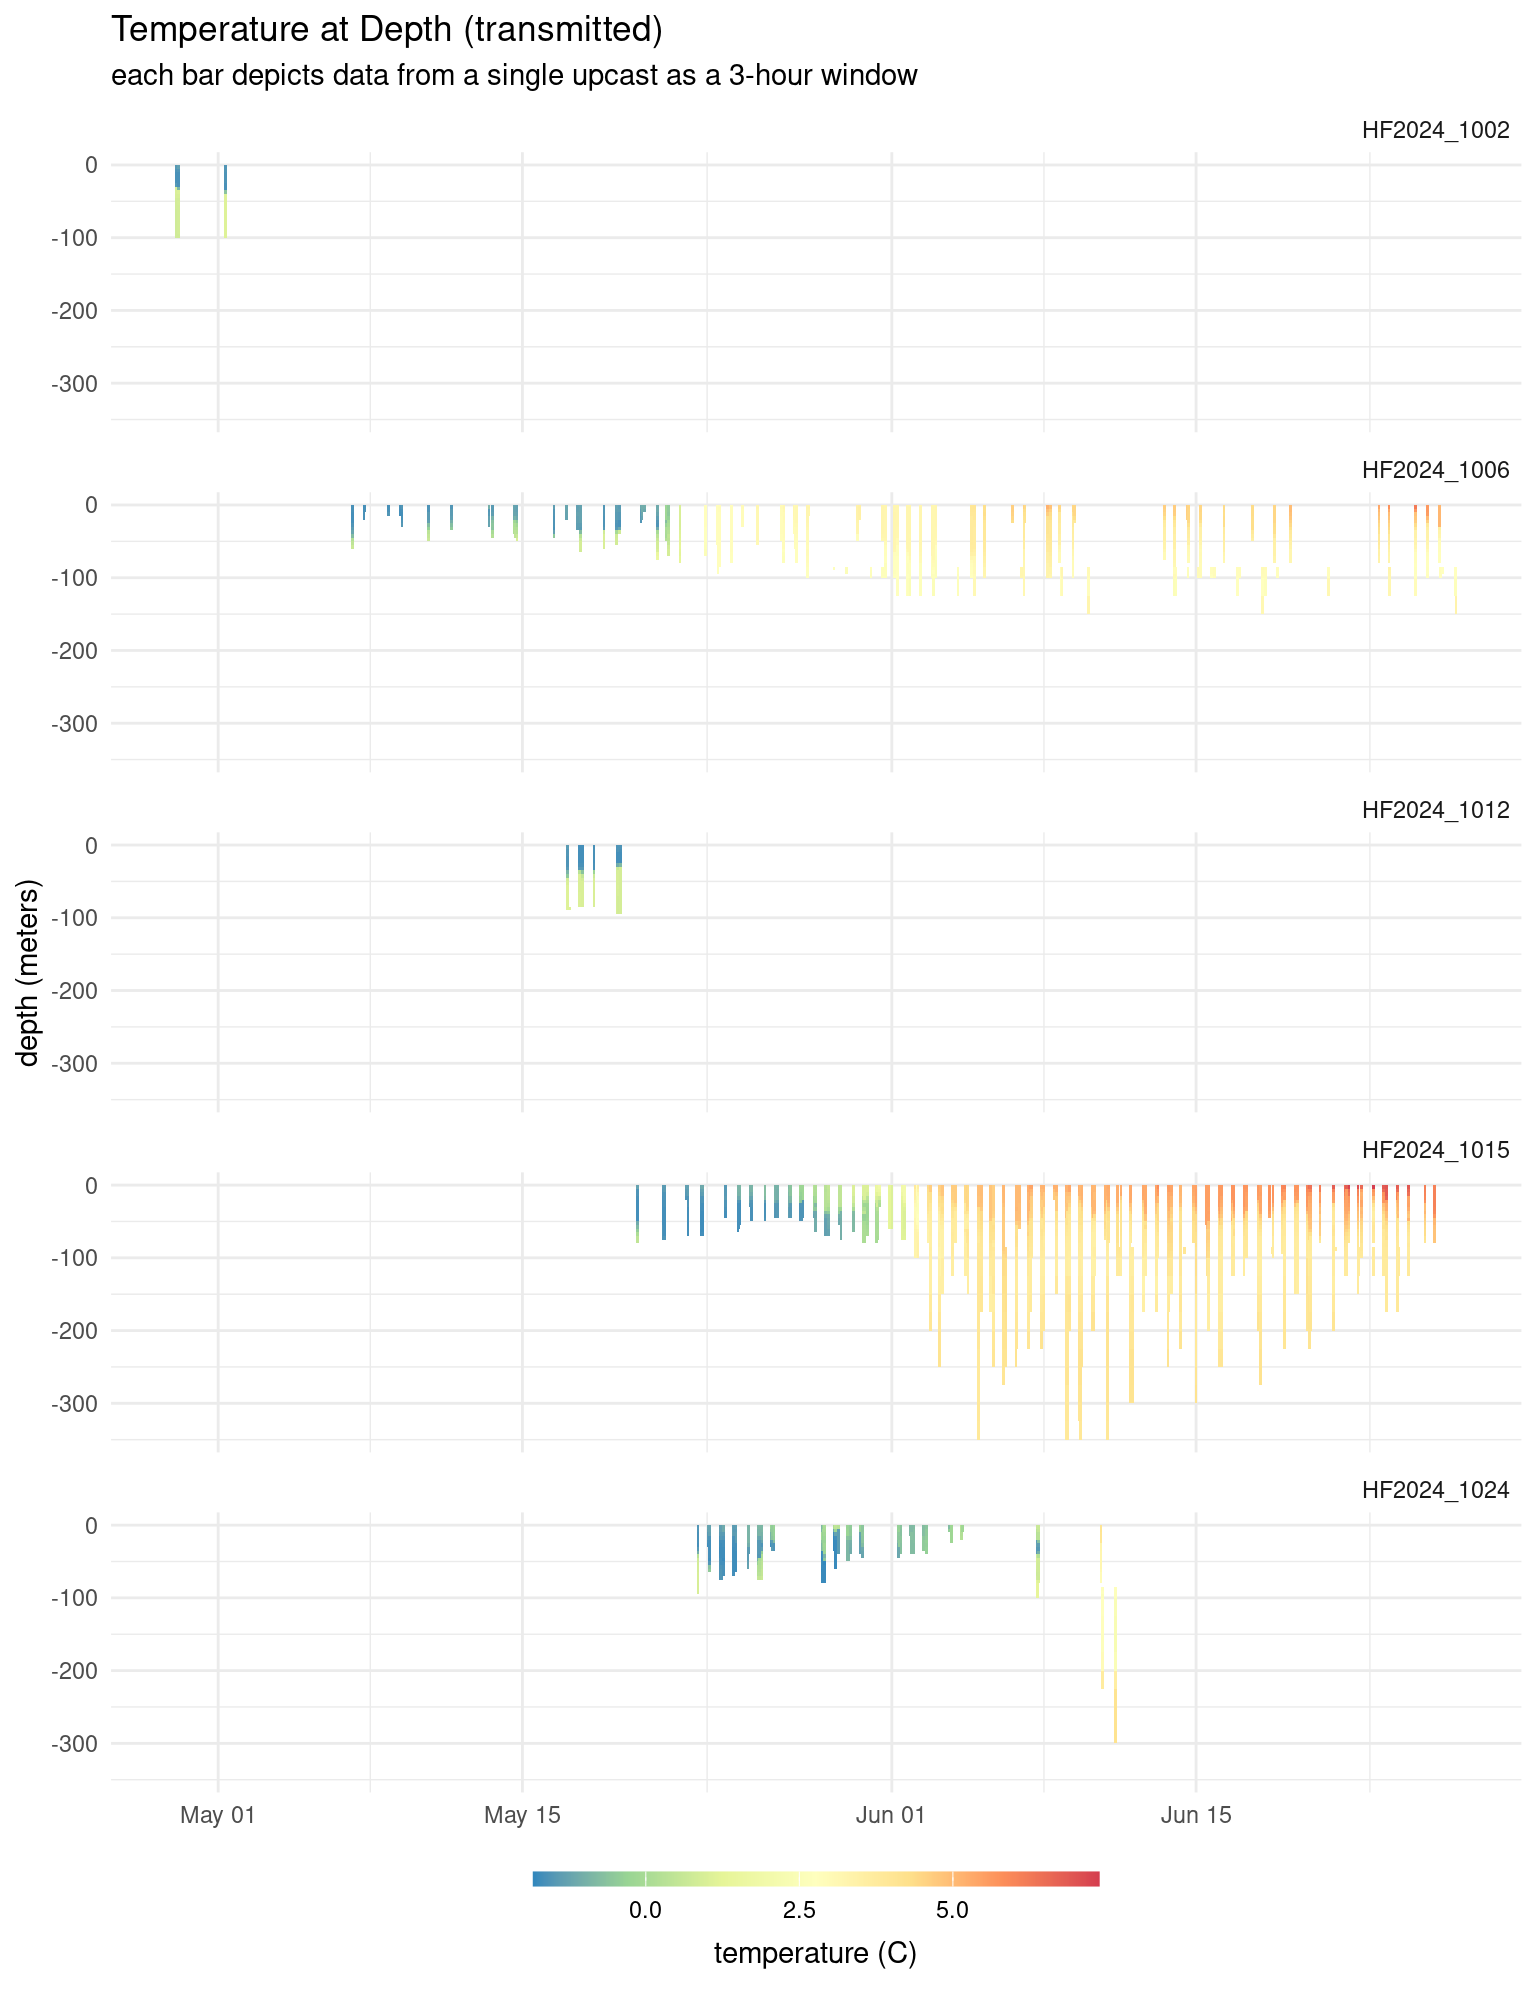 Temperature at Depth (transmitted)
each bar depicts data from a single upcast as a 3-hour window
HF2024_1002
0
-100
-200
-300
HF2024_1006
0
-100
-200
-300
HF2024_1012
0
-100
-200
-300
depth (meters)
HF2024_1015
0
-100
-200
-300
HF2024_1024
0
-100
-200
-300
May 01
May 15
Jun 01
Jun 15
0.0
2.5
5.0
temperature (C)